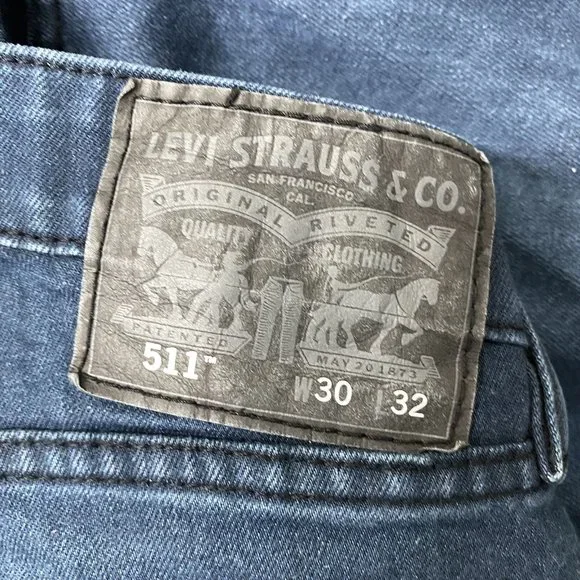 LEVI STRAUSS & CO.
SAN FRANCISCO
CAL.
ORIGINAL RIVETED
QUALITY CLOTHING
PATENTED MAY 20 1873
511™ W30 L32